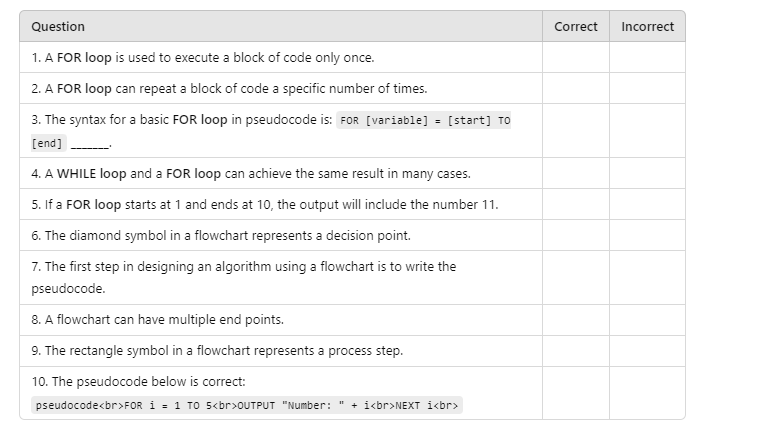 Question Correct Incorrect
1. A FOR loop is used to execute a block of code only once.
2. A FOR loop can repeat a block of code a specific number of times.
3. The syntax for a basic FOR loop in pseudocode is: FOR [variable] = [start] TO
[end] _______.
4. A WHILE loop and a FOR loop can achieve the same result in many cases.
5. If a FOR loop starts at 1 and ends at 10, the output will include the number 11.
6. The diamond symbol in a flowchart represents a decision point.
7. The first step in designing an algorithm using a flowchart is to write the
pseudocode.
8. A flowchart can have multiple end points.
9. The rectangle symbol in a flowchart represents a process step.
10. The pseudocode below is correct:
pseudocode<br>FOR i = 1 TO 5<br>OUTPUT "Number: " + i<br>NEXT i<br>